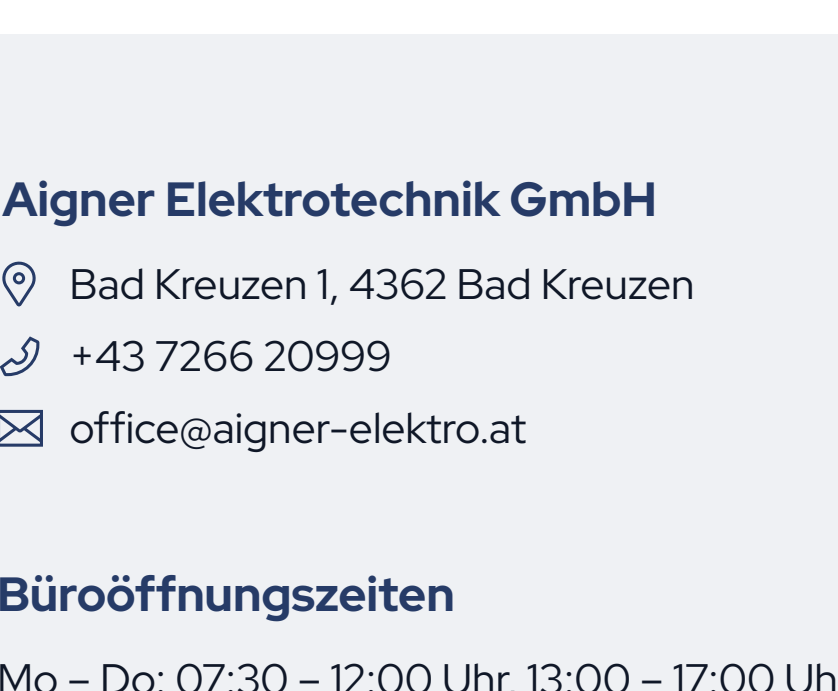 Aigner Elektrotechnik GmbH
Bad Kreuzen 1, 4362 Bad Kreuzen
+43 7266 20999
office@aigner-elektro.at
Büroöffnungszeiten
Mo – Do: 07:30 – 12:00 Uhr, 13:00 – 17:00 Uh